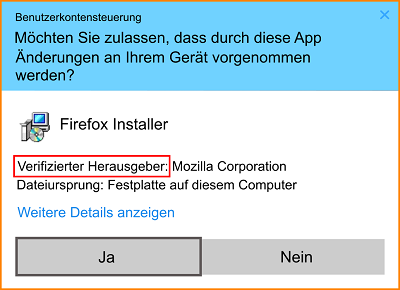 Benutzerkontensteuerung
Möchten Sie zulassen, dass durch diese App
Änderungen an Ihrem Gerät vorgenommen
werden?
Firefox Installer
Verifizierter Herausgeber: Mozilla Corporation
Dateiursprung: Festplatte auf diesem Computer
Weitere Details anzeigen
Ja
Nein